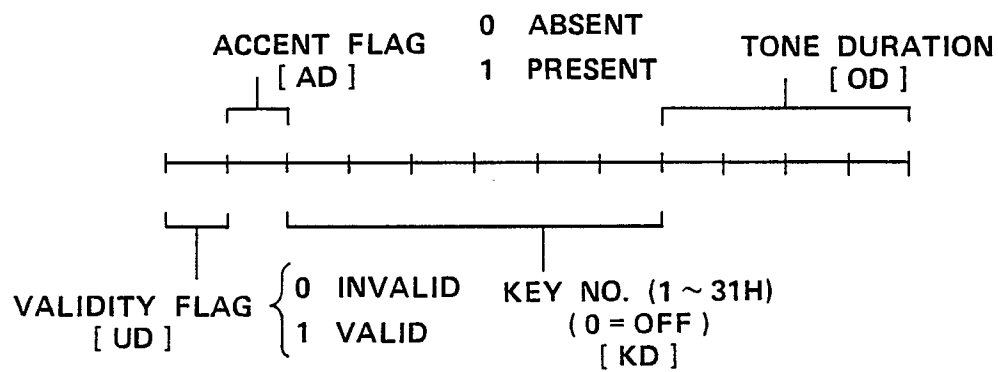 ACCENT FLAG
[ AD ]
0 ABSENT
1 PRESENT
TONE DURATION
[ OD ]
VALIDITY FLAG
[ UD ]
0 INVALID
1 VALID
KEY NO. (1 ~ 31H)
( 0 = OFF )
[ KD ]